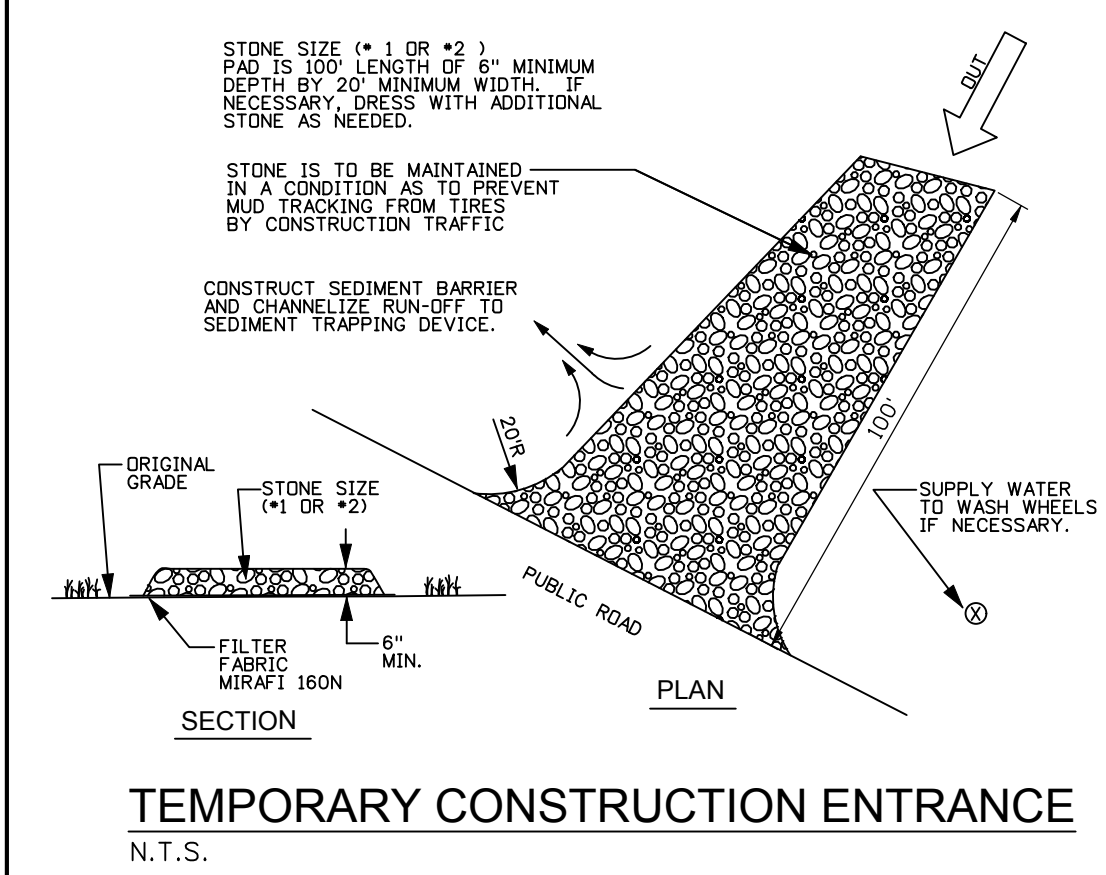 STONE SIZE (* 1 OR *2 )
PAD IS 100' LENGTH OF 6" MINIMUM
DEPTH BY 20' MINIMUM WIDTH. IF
NECESSARY, DRESS WITH ADDITIONAL
STONE AS NEEDED.
OUT
STONE IS TO BE MAINTAINED
IN A CONDITION AS TO PREVENT
MUD TRACKING FROM TIRES
BY CONSTRUCTION TRAFFIC
CONSTRUCT SEDIMENT BARRIER
AND CHANNELIZE RUN-OFF TO
SEDIMENT TRAPPING DEVICE.
20'R
100'
ORIGINAL
GRADE
STONE SIZE
(*1 OR *2)
SUPPLY WATER
TO WASH WHEELS
IF NECESSARY.
X
PUBLIC ROAD
FILTER
FABRIC
MIRAFI 160N
6"
MIN.
SECTION
PLAN
TEMPORARY CONSTRUCTION ENTRANCE
N.T.S.